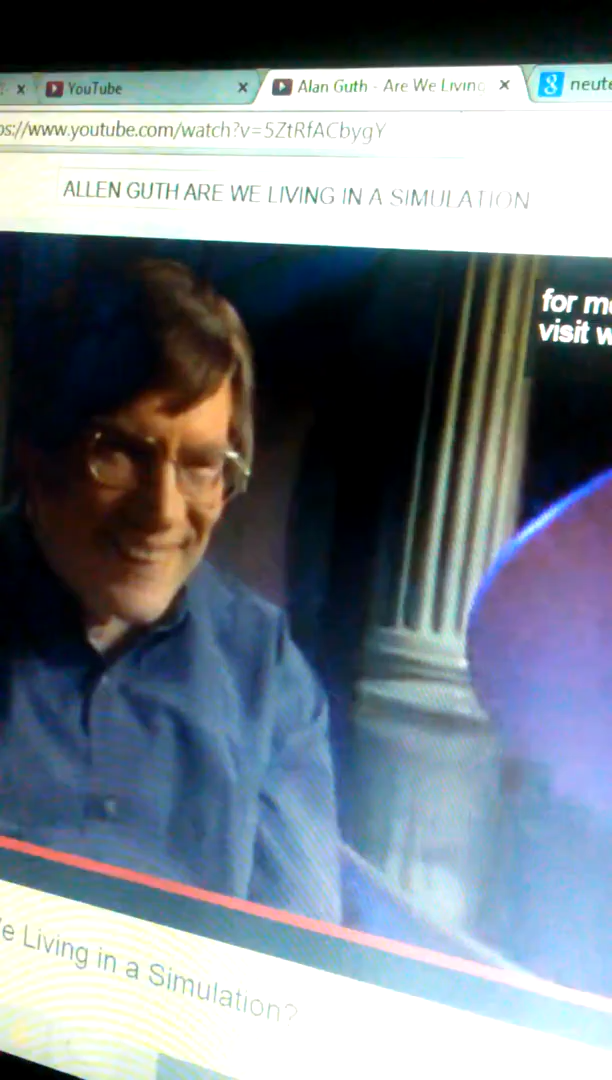 YouTube
Alan Guth - Are We Living
neute
ps://www.youtube.com/watch?v=5ZtRfACbygY
ALLEN GUTH ARE WE LIVING IN A SIMULATION
for mo
visit w
e Living in a Simulation?